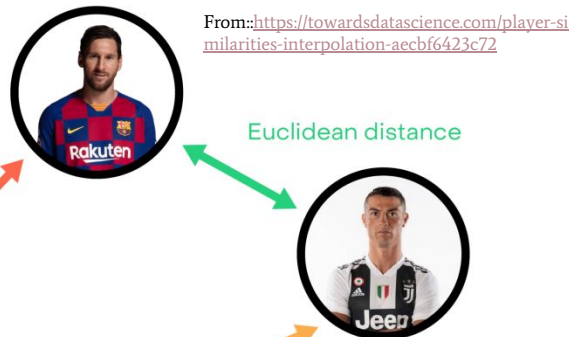 From::https://towardsdatascience.com/player-si
milarities-interpolation-aecbf6423c72
Euclidean distance
Rakuten
Jeep